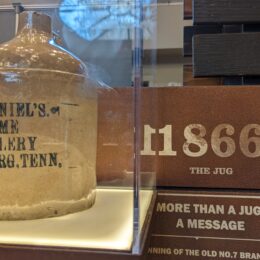 NIEL'S.
ME
LERY
RG, TENN.
1866
THE JUG
MORE THAN A JUG
A MESSAGE
NNING OF THE OLD NO.7 BRAN